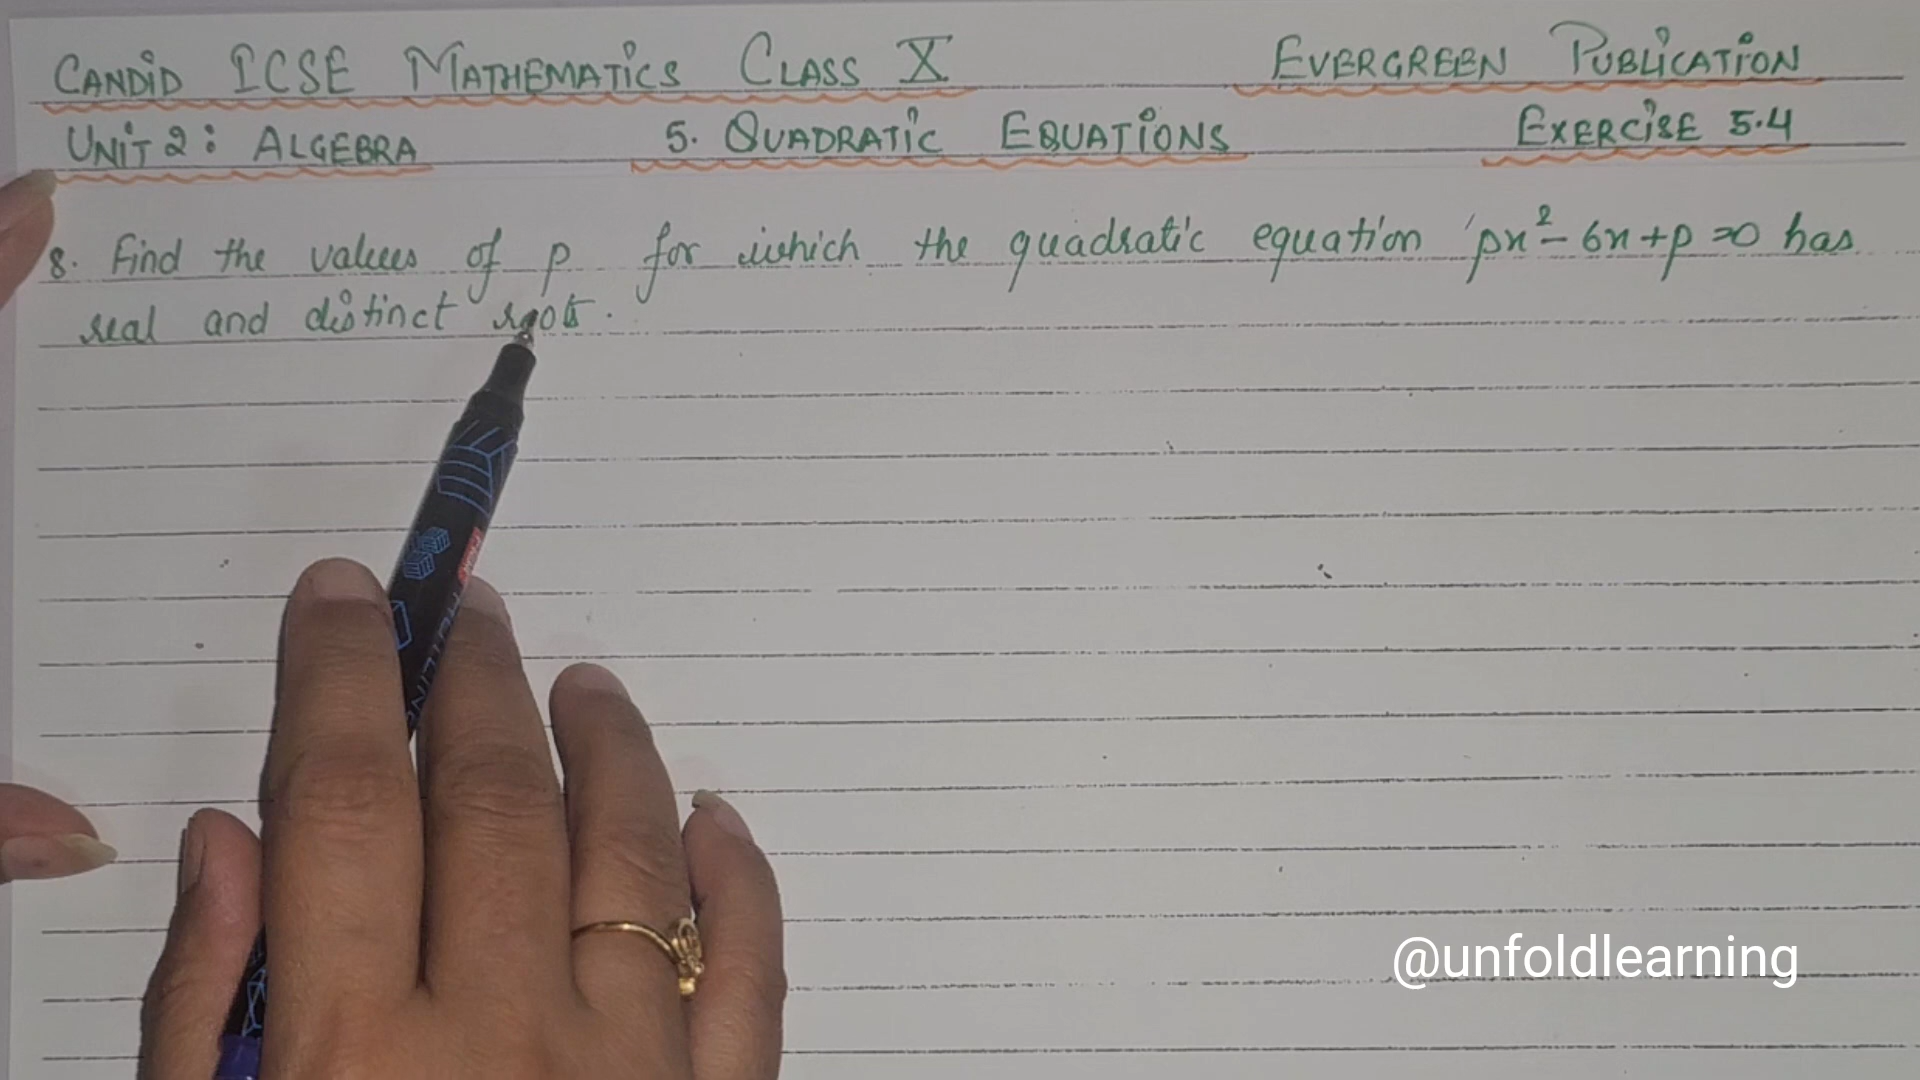 CANDID ICSE MATHEMATICS CLASS X EVERGREEN PUBLICATION
UNIT 2: ALGEBRA 5. QUADRATIC EQUATIONS EXERCISE 5.4
8. Find the values of p for which the quadratic equation px² - 6x + p = 0 has
real and distinct roots.
@unfoldlearning